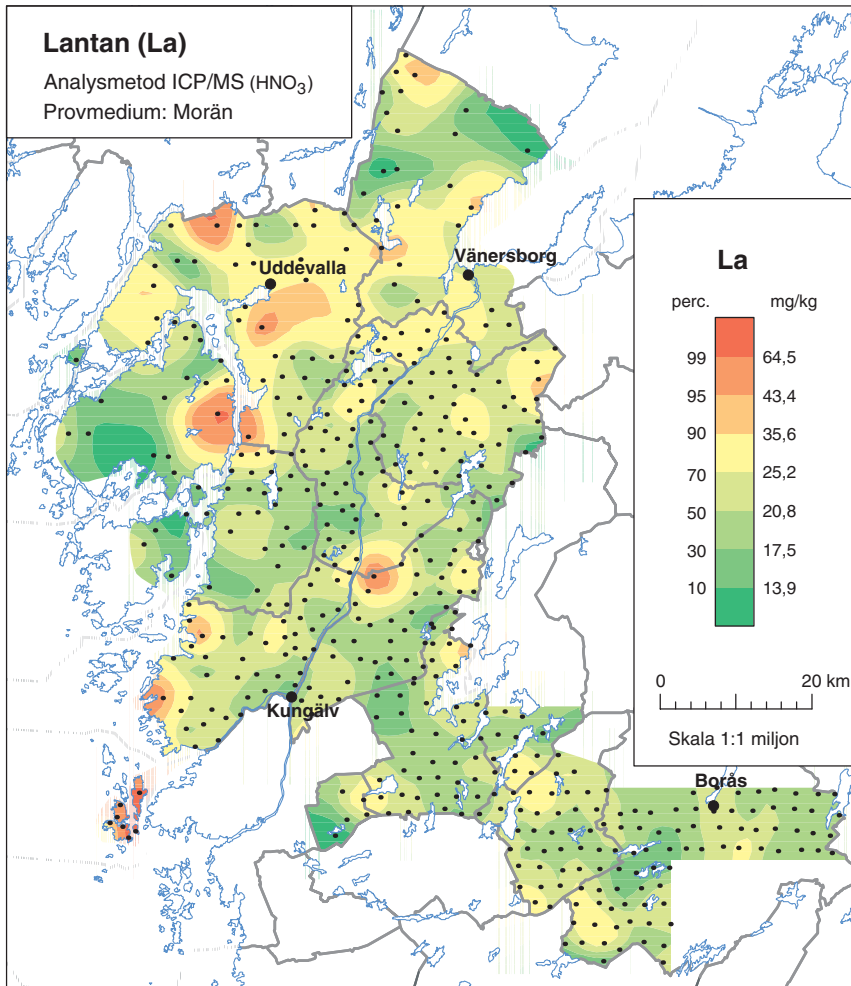 Lantan (La)
Analysmetod ICP/MS (HNO3)
Provmedium: Morän
Uddevalla
Vänersborg
Kungälv
Borås
La
perc. mg/kg
99 64,5
95 43,4
90 35,6
70 25,2
50 20,8
30 17,5
10 13,9
0 20 km
Skala 1:1 miljon